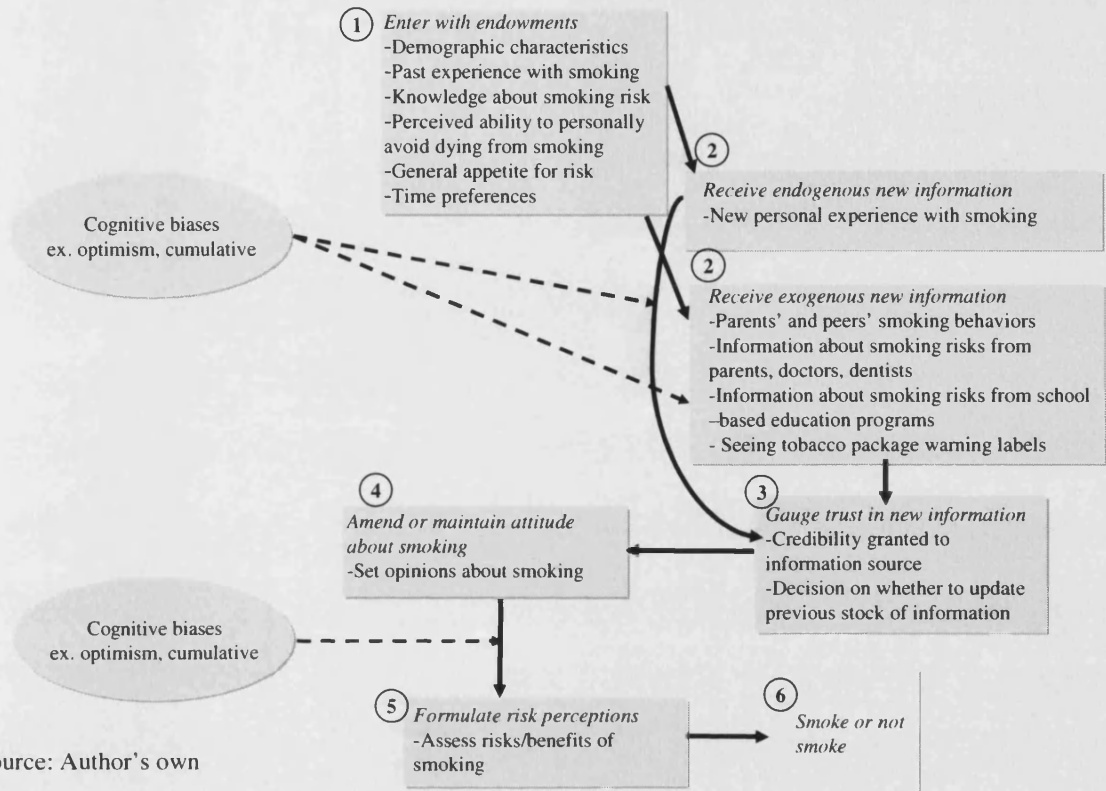 1
Enter with endowments
-Demographic characteristics
-Past experience with smoking
-Knowledge about smoking risk
-Perceived ability to personally
avoid dying from smoking
-General appetite for risk
-Time preferences
2
Receive endogenous new information
-New personal experience with smoking
Cognitive biases
ex. optimism, cumulative
2
Receive exogenous new information
-Parents’ and peers’ smoking behaviors
-Information about smoking risks from
parents, doctors, dentists
-Information about smoking risks from school
–based education programs
- Seeing tobacco package warning labels
3
Gauge trust in new information
-Credibility granted to
information source
-Decision on whether to update
previous stock of information
4
Amend or maintain attitude
about smoking
-Set opinions about smoking
Cognitive biases
ex. optimism, cumulative
5
Formulate risk perceptions
-Assess risks/benefits of
smoking
6
Smoke or not
smoke
ource: Author’s own